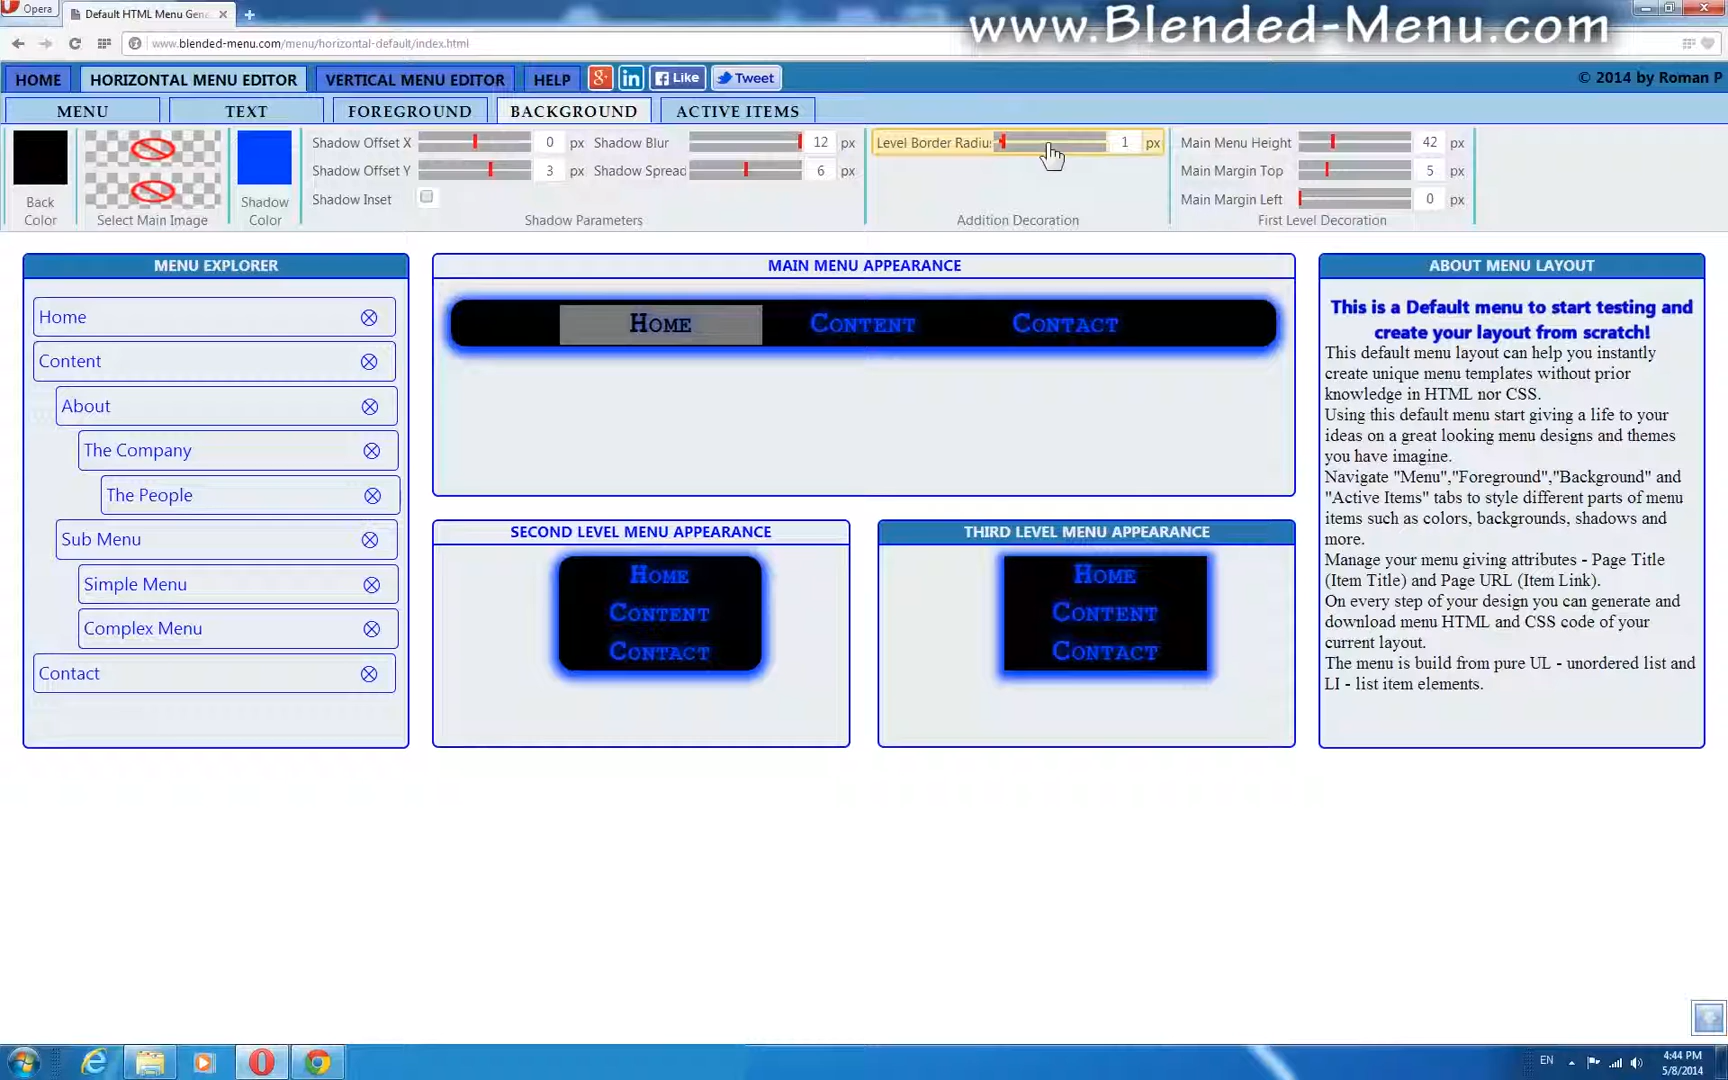 Opera
Default HTML Menu Gene
www.Blended-Menu.com
www.blended-menu.com/menu/horizontal-default/index.html
HOME HORIZONTAL MENU EDITOR VERTICAL MENU EDITOR HELP Like Tweet © 2014 by Roman P
MENU TEXT FOREGROUND BACKGROUND ACTIVE ITEMS
Shadow Offset X 0 px Shadow Blur 12 px Level Border Radius 1 px Main Menu Height 42 px
Shadow Offset Y 3 px Shadow Spread 6 px Main Margin Top 5 px
Shadow Inset Main Margin Left 0 px
Back Color Select Main Image Shadow Color Shadow Parameters Addition Decoration First Level Decoration
MENU EXPLORER
Home
Content
About
The Company
The People
Sub Menu
Simple Menu
Complex Menu
Contact
MAIN MENU APPEARANCE
HOME CONTENT CONTACT
SECOND LEVEL MENU APPEARANCE
HOME
CONTENT
CONTACT
THIRD LEVEL MENU APPEARANCE
HOME
CONTENT
CONTACT
ABOUT MENU LAYOUT
This is a Default menu to start testing and
create your layout from scratch!
This default menu layout can help you instantly
create unique menu templates without prior
knowledge in HTML nor CSS.
Using this default menu start giving a life to your
ideas on a great looking menu designs and themes
you have imagine.
Navigate "Menu","Foreground","Background" and
"Active Items" tabs to style different parts of menu
items such as colors, backgrounds, shadows and
more.
Manage your menu giving attributes - Page Title
(Item Title) and Page URL (Item Link).
On every step of your design you can generate and
download menu HTML and CSS code of your
current layout.
The menu is build from pure UL - unordered list and
LI - list item elements.
EN
4:44 PM
5/8/2014